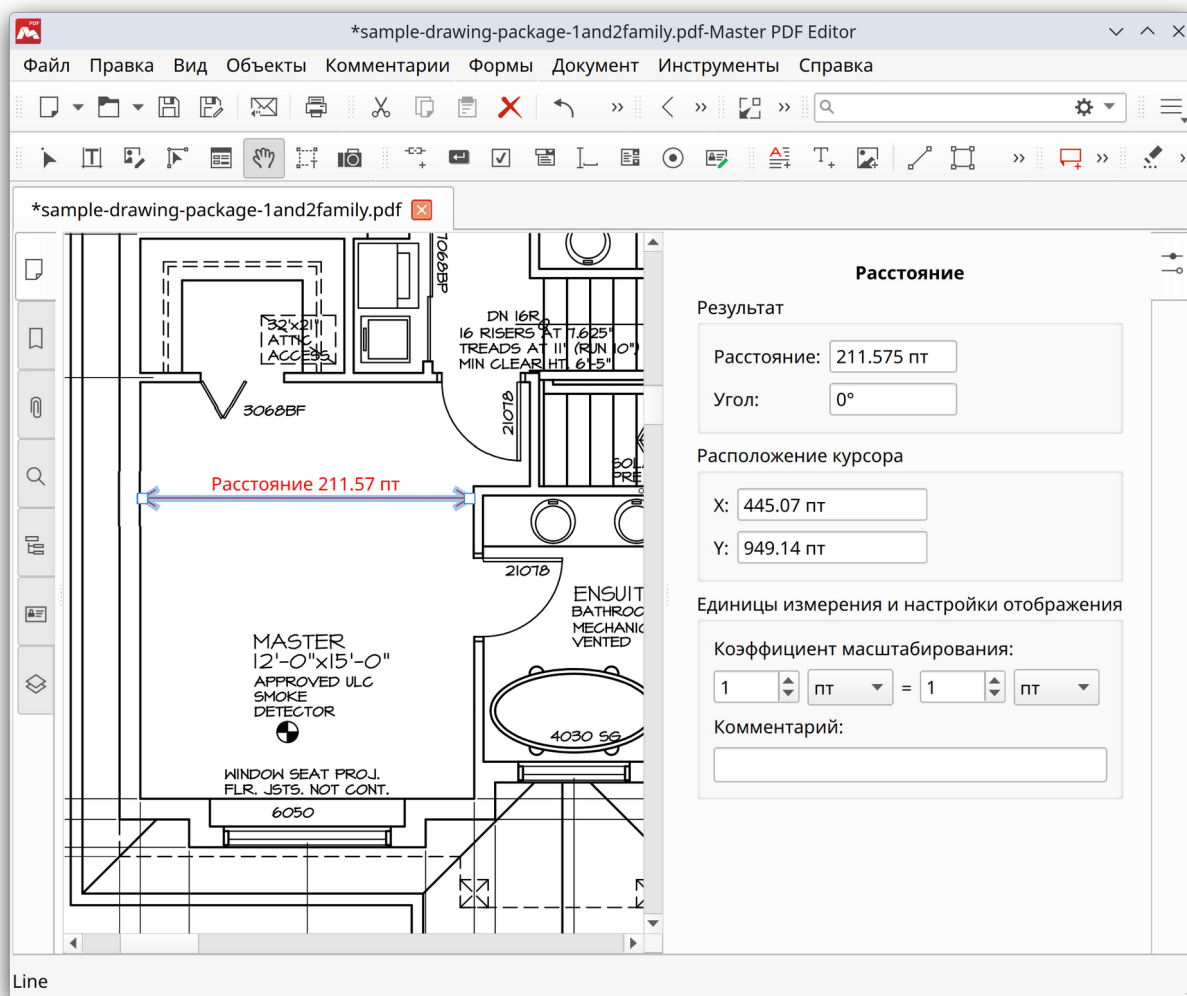 *sample-drawing-package-1and2family.pdf-Master PDF Editor
Файл Правка Вид Объекты Комментарии Формы Документ Инструменты Справка
*sample-drawing-package-1and2family.pdf
7068BP
32"x21"
ATTIC
ACCESS
DN 16R
16 RISERS AT 7.625"
TREADS AT 11" (RUN 10")
MIN CLEAR HT. 6'-5"
3068BF
21078
Расстояние 211.57 пт
21078
MASTER
12'-0"x15'-0"
APPROVED ULC
SMOKE
DETECTOR
4030 SG
WINDOW SEAT PROJ.
FLR. JSTS. NOT CONT.
6050
VENTED
Расстояние
Результат
Расстояние: 211.575 пт
Угол: 0°
Расположение курсора
X: 445.07 пт
Y: 949.14 пт
Единицы измерения и настройки отображения
Коэффициент масштабирования:
1 пт = 1 пт
Комментарий:
Line